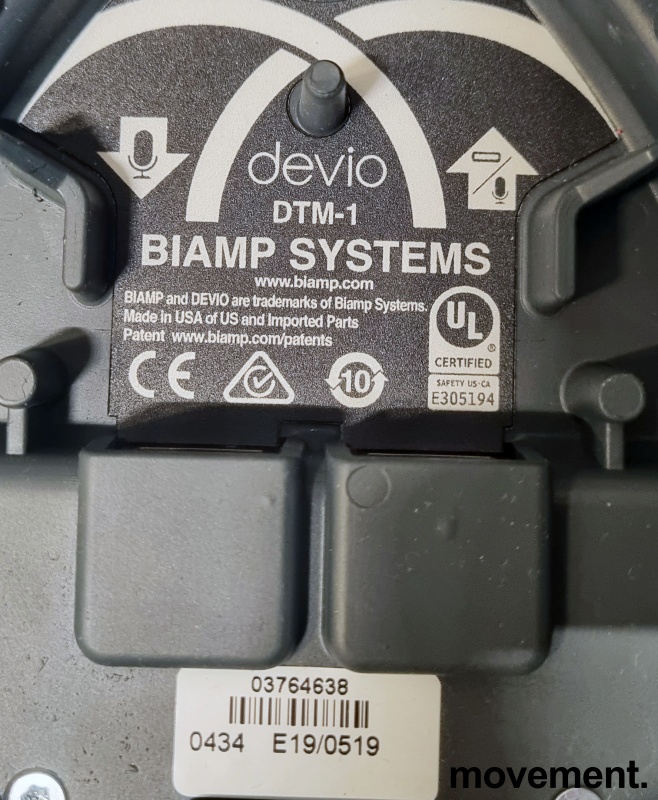 devio
DTM-1
BIAMP SYSTEMS
www.biamp.com
BIAMP and DEVIO are trademarks of Biamp Systems.
Made in USA of US and Imported Parts
Patent www.biamp.com/patents
UL
®
CERTIFIED
SAFETY US-CA
E305194
CE
10
03764638
0434 E19/0519
movement.